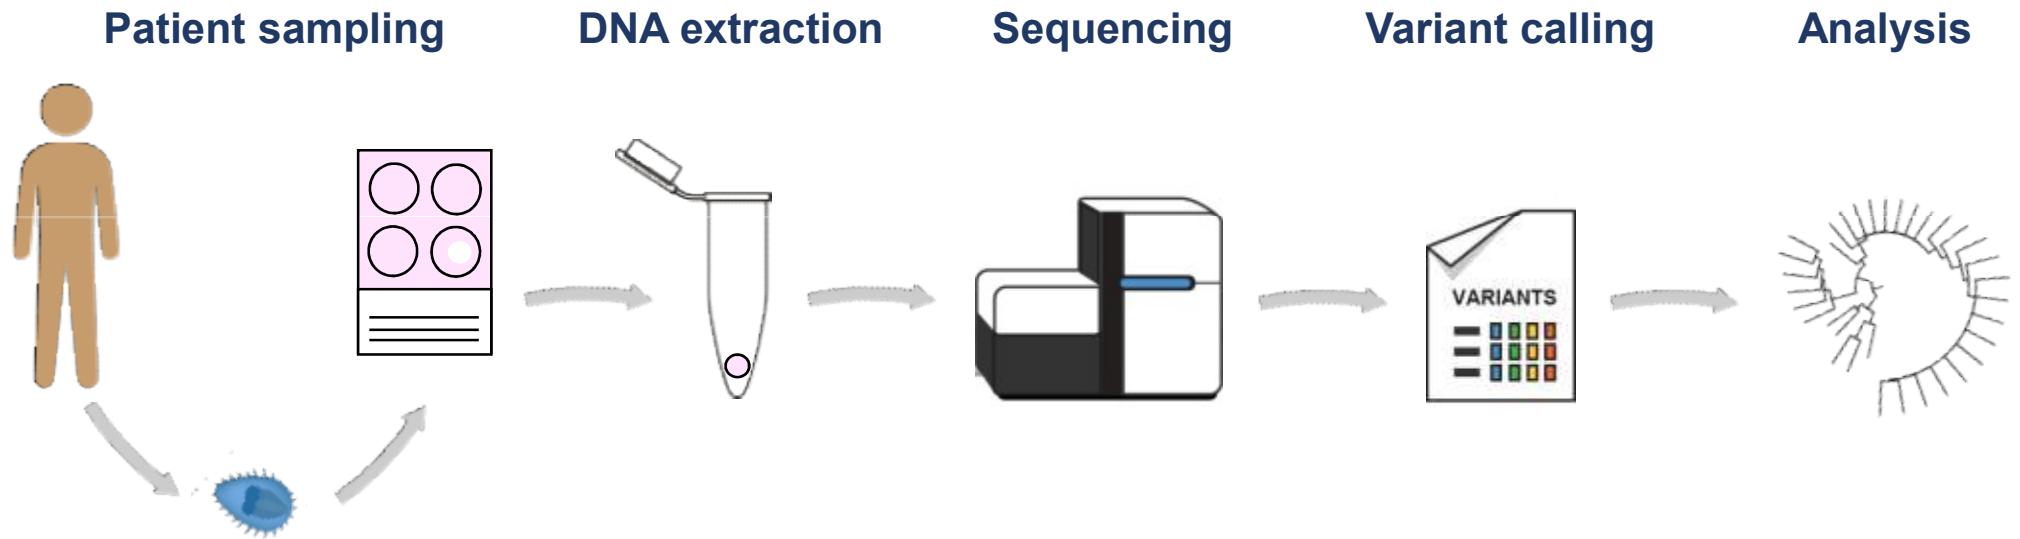 Patient sampling
DNA extraction
Sequencing
Variant calling
Analysis
VARIANTS